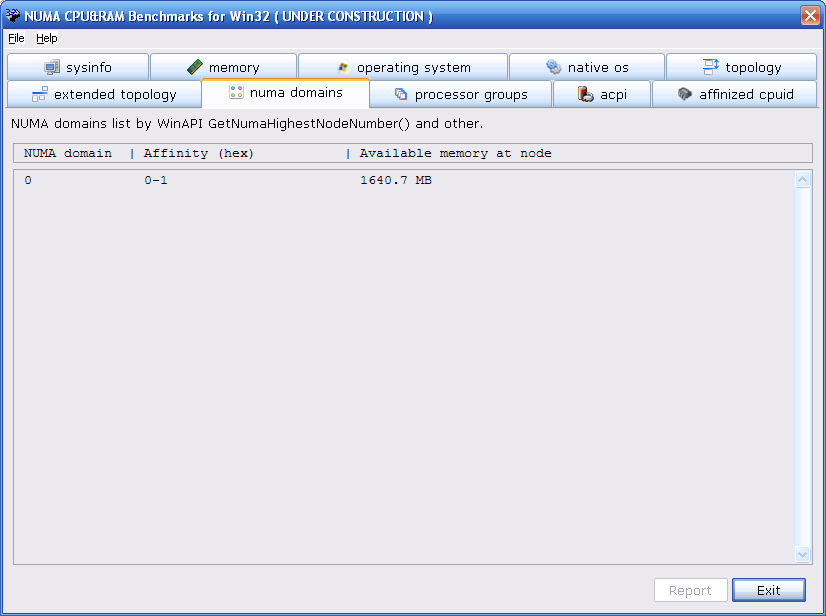 NUMA CPU&RAM Benchmarks for Win32 ( UNDER CONSTRUCTION )
File Help
sysinfo memory operating system native os topology
extended topology numa domains processor groups acpi affinized cpuid
NUMA domains list by WinAPI GetNumaHighestNodeNumber() and other.
NUMA domain | Affinity (hex) | Available memory at node
0 0-1 1640.7 MB
Report Exit